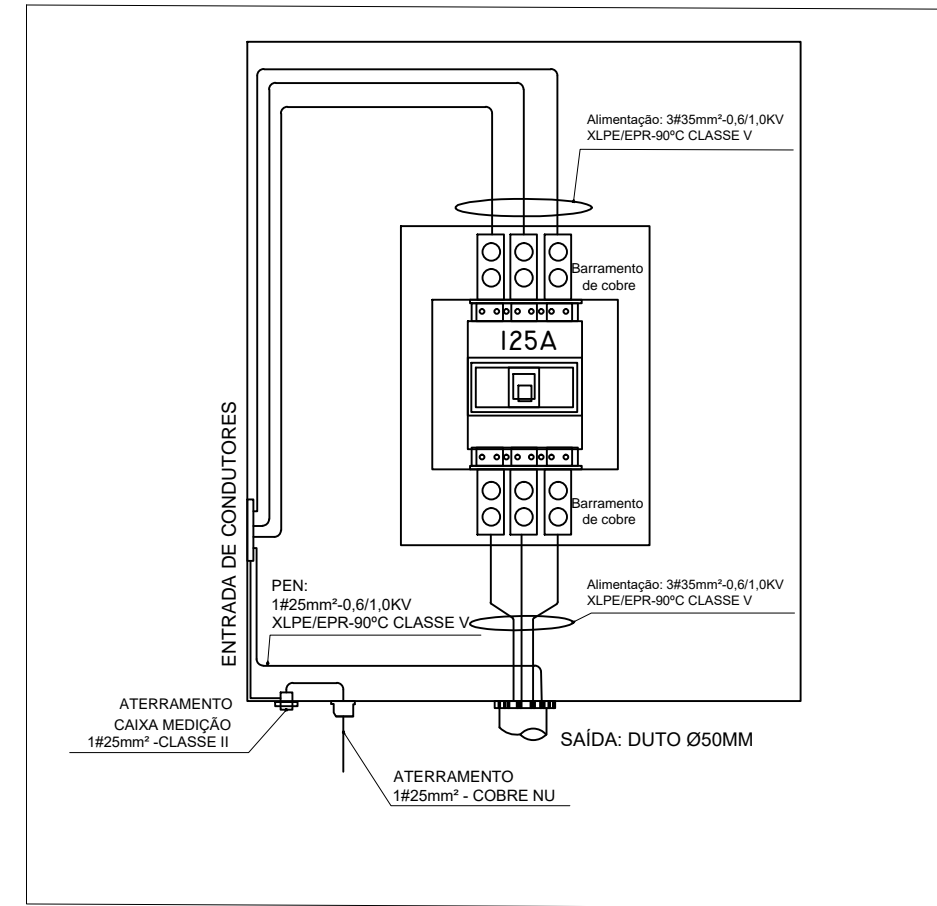 Alimentação: 3#35mm²-0,6/1,0KV
XLPE/EPR-90ºC CLASSE V
Barramento
de cobre
125A
ENTRADA DE CONDUTORES
Barramento
de cobre
PEN:
1#25mm²-0,6/1,0KV
XLPE/EPR-90ºC CLASSE V
Alimentação: 3#35mm²-0,6/1,0KV
XLPE/EPR-90ºC CLASSE V
ATERRAMENTO
CAIXA MEDIÇÃO
1#25mm² -CLASSE II
SAÍDA: DUTO Ø50MM
ATERRAMENTO
1#25mm² - COBRE NU